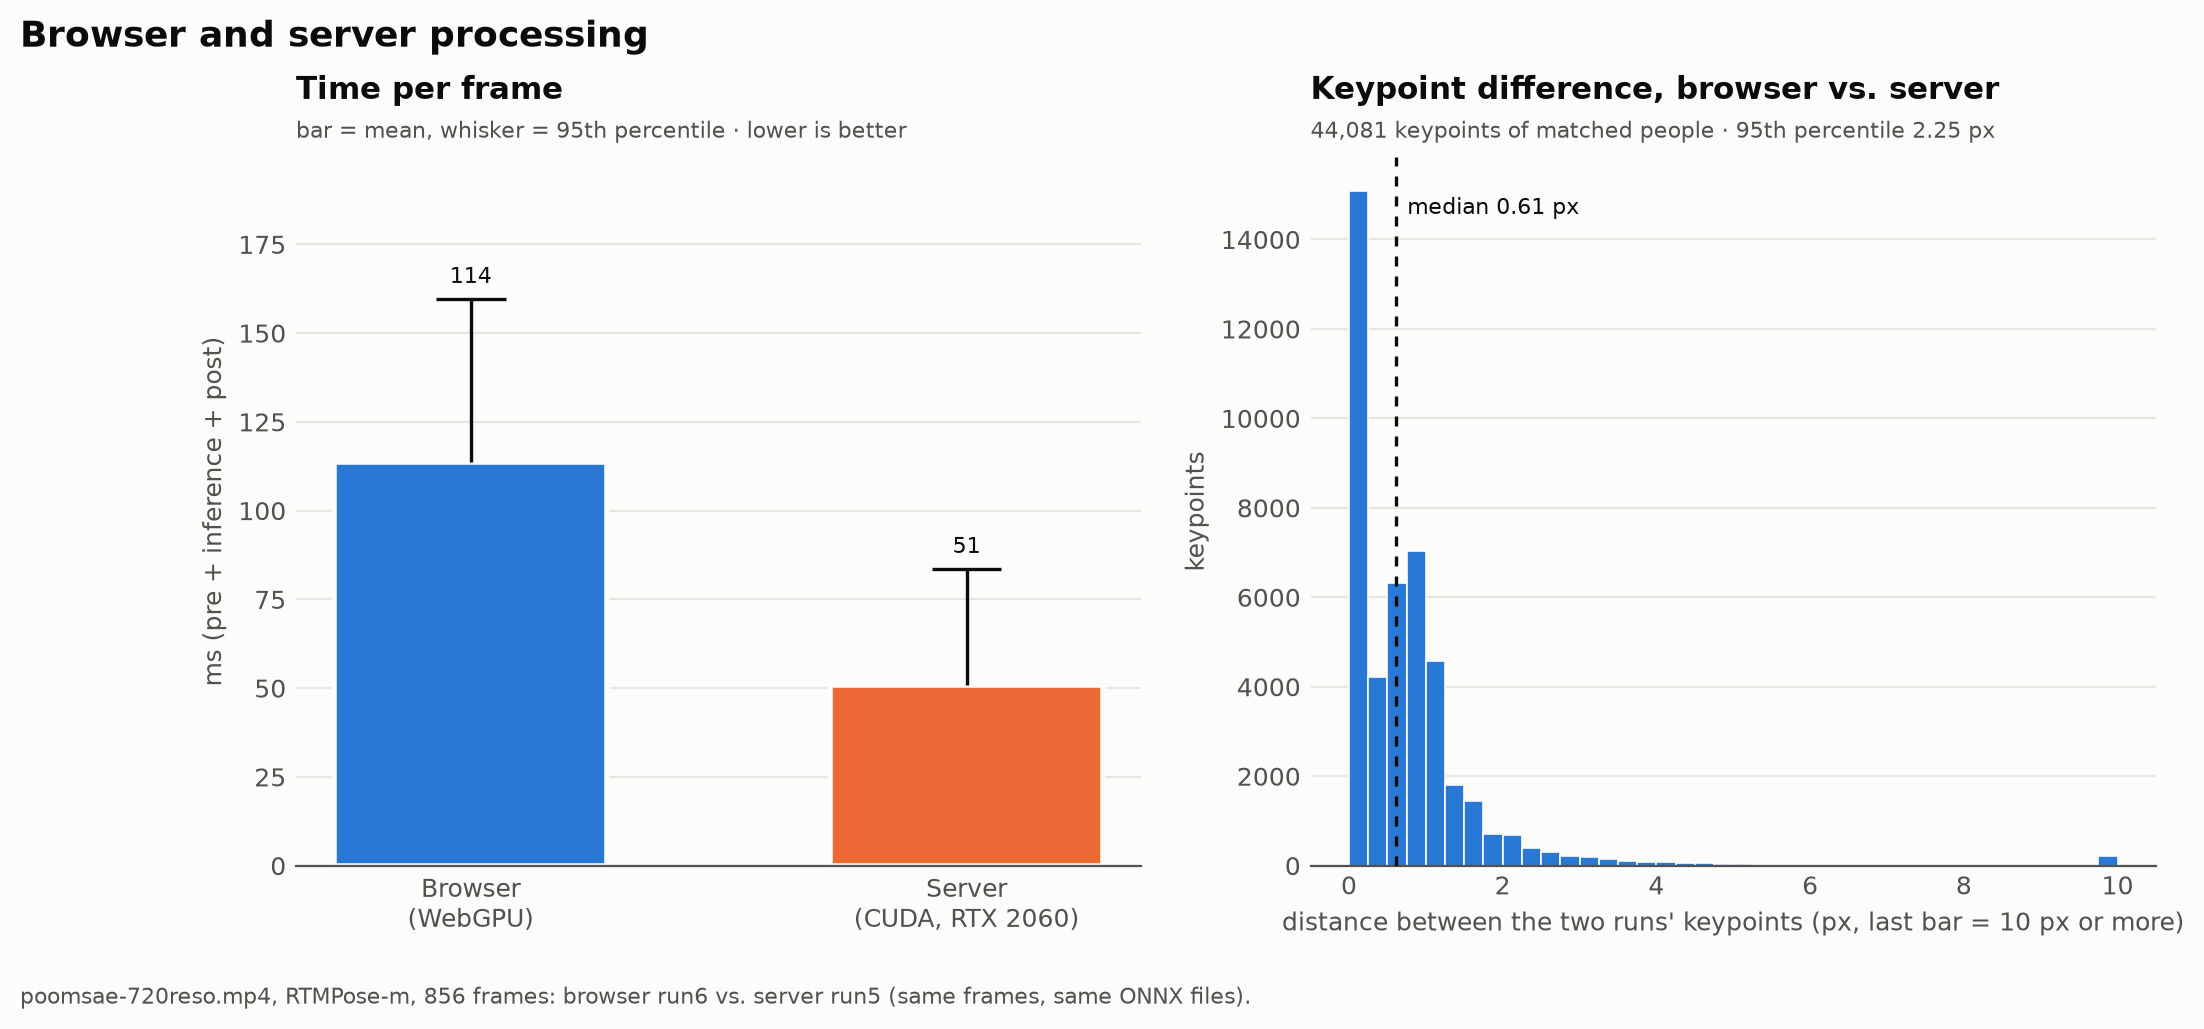 Browser and server processing
Time per frame
bar = mean, whisker = 95th percentile · lower is better
ms (pre + inference + post)
175
150
125
100
75
50
25
0
114
51
Browser
(WebGPU)
Server
(CUDA, RTX 2060)
Keypoint difference, browser vs. server
44,081 keypoints of matched people · 95th percentile 2.25 px
median 0.61 px
keypoints
14000
12000
10000
8000
6000
4000
2000
0
0 2 4 6 8 10
distance between the two runs' keypoints (px, last bar = 10 px or more)
poomsae-720reso.mp4, RTMPose-m, 856 frames: browser run6 vs. server run5 (same frames, same ONNX files).